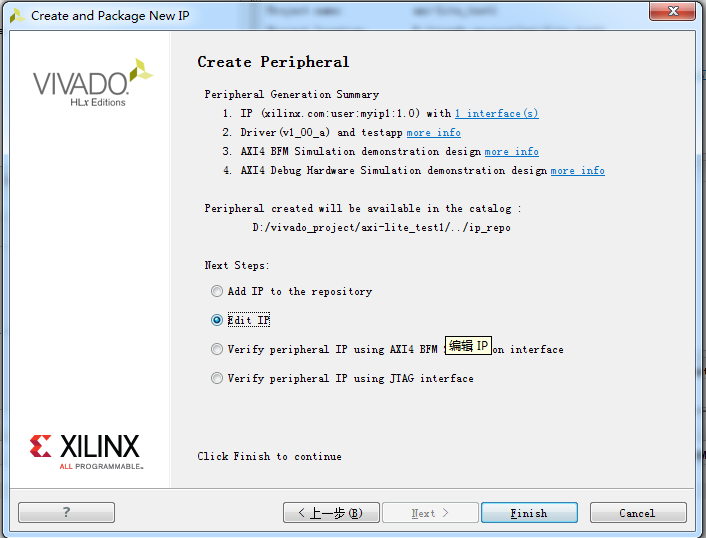 Create and Package New IP
VIVADO
HLx Editions
Create Peripheral
Peripheral Generation Summary
1. IP (xilinx.com:user:myip1:1.0) with 1 interface(s)
2. Driver(v1_00_a) and testapp more info
3. AXI4 BFM Simulation demonstration design more info
4. AXI4 Debug Hardware Simulation demonstration design more info
Peripheral created will be available in the catalog :
D:/vivado_project/axi-lite_test1/../ip_repo
Next Steps:
Add IP to the repository
Edit IP
Verify peripheral IP using AXI4 BFM on interface
编辑 IP
Verify peripheral IP using JTAG interface
XILINX
ALL PROGRAMMABLE™
Click Finish to continue
?
< 上一步(B)
Next >
Finish
Cancel